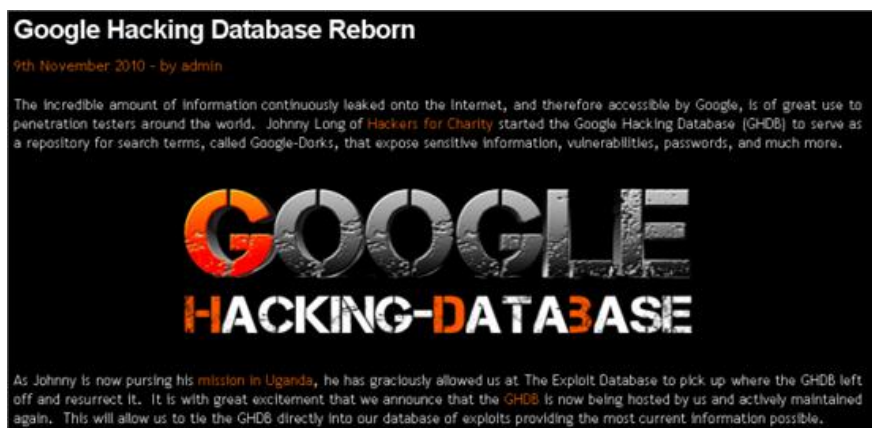 Google Hacking Database Reborn
9th November 2010 - by admin
The incredible amount of information continuously leaked onto the Internet, and therefore accessible by Google, is of great use to
penetration testers around the world. Johnny Long of Hackers for Charity started the Google Hacking Database (GHDB) to serve as
a repository for search terms, called Google-Dorks, that expose sensitive information, vulnerabilities, passwords, and much more.
GOOGLE
HACKING-DATABASE
As Johnny is now pursing his mission in Uganda, he has graciously allowed us at The Exploit Database to pick up where the GHDB left
off and resurrect it. It is with great excitement that we announce that the GHDB is now being hosted by us and actively maintained
again. This will allow us to tie the GHDB directly into our database of exploits providing the most current information possible.